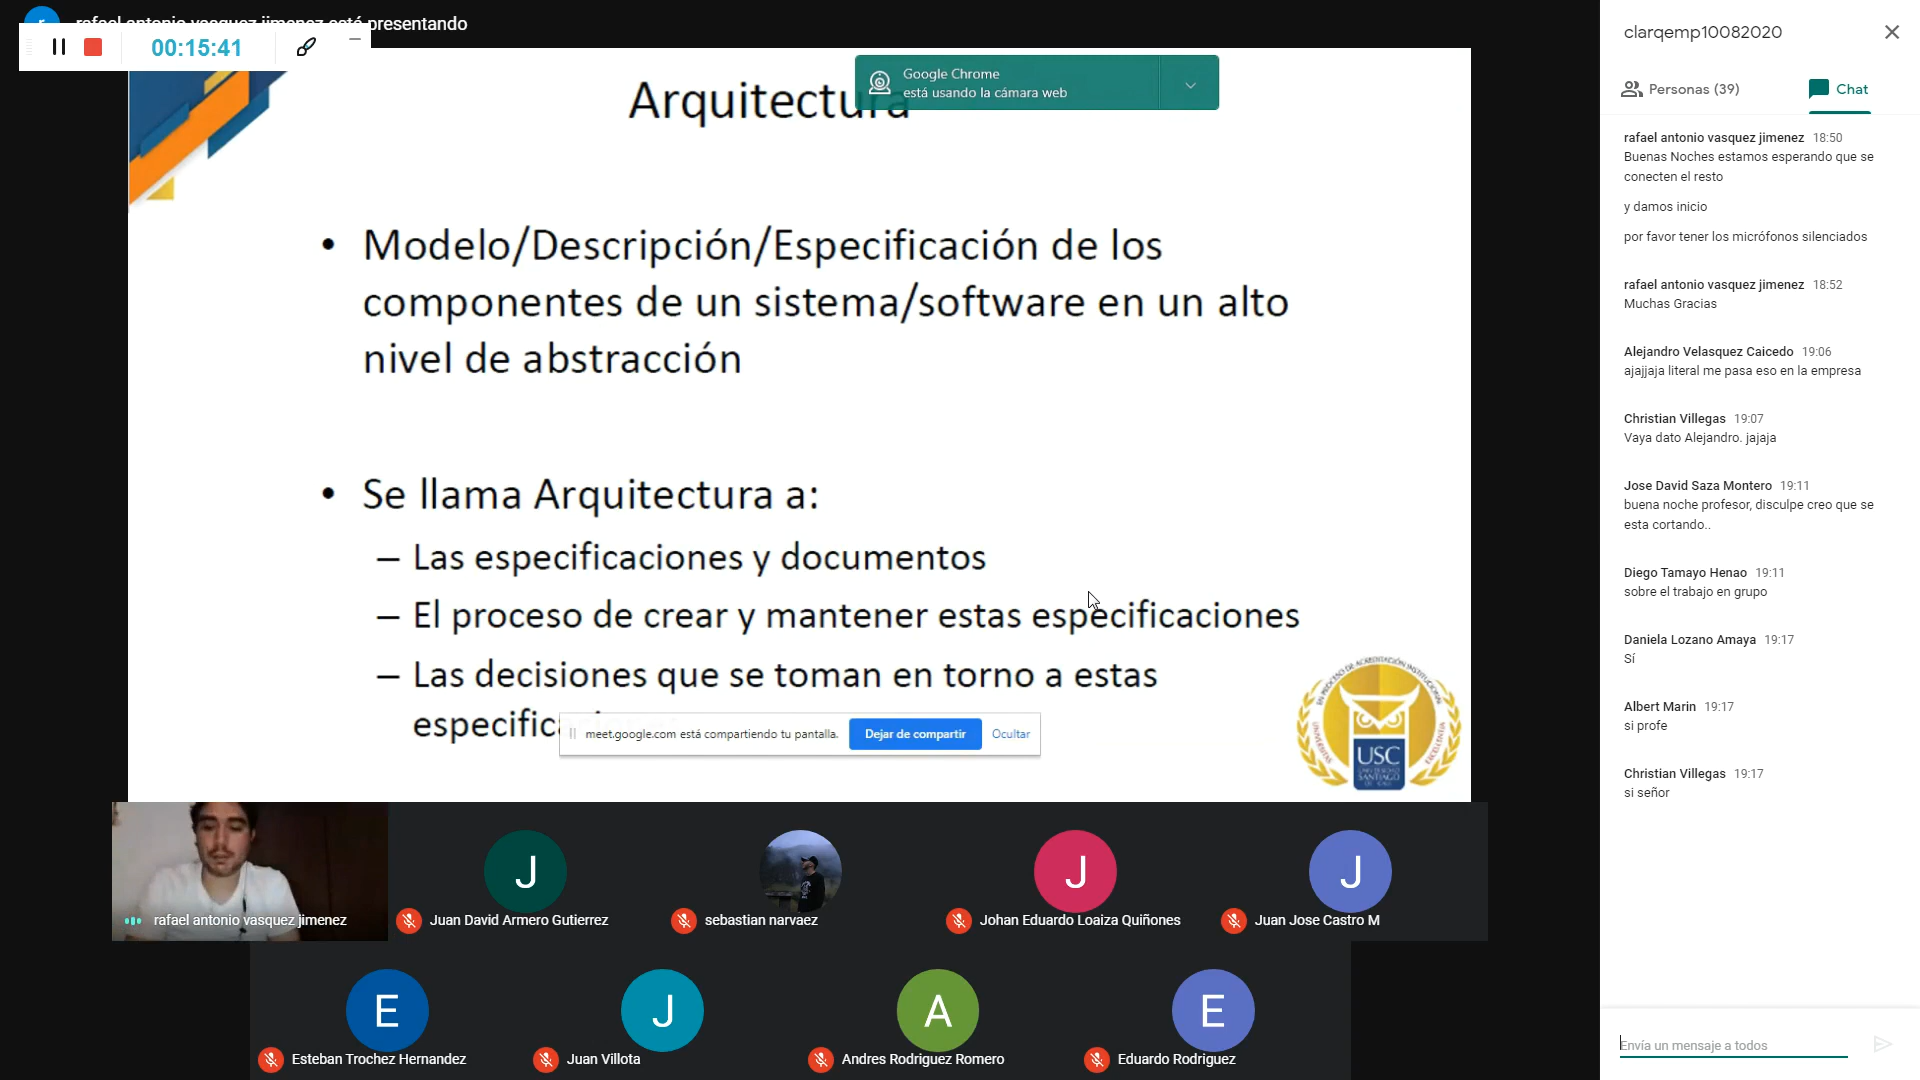 rafael antonio vasquez jimenez está presentando
00:15:41
Google Chrome
está usando la cámara web
Arquitectura
• Modelo/Descripción/Especificación de los
componentes de un sistema/software en un alto
nivel de abstracción
• Se llama Arquitectura a:
– Las especificaciones y documentos
– El proceso de crear y mantener estas especificaciones
– Las decisiones que se toman en torno a estas
meet.google.com está compartiendo tu pantalla.
Dejar de compartir
Ocultar
USC
rafael antonio vasquez jimenez
J
Juan David Armero Gutierrez
sebastian narvaez
J
Johan Eduardo Loaiza Quiñones
J
Juan Jose Castro M
E
Esteban Trochez Hernandez
J
Juan Villota
A
Andres Rodriguez Romero
E
Eduardo Rodriguez
clarqemp10082020
Personas (39)
Chat
rafael antonio vasquez jimenez 18:50
Buenas Noches estamos esperando que se
conecten el resto
y damos inicio
por favor tener los micrófonos silenciados
rafael antonio vasquez jimenez 18:52
Muchas Gracias
Alejandro Velasquez Caicedo 19:06
ajajjaja literal me pasa eso en la empresa
Christian Villegas 19:07
Vaya dato Alejandro. jajaja
Jose David Saza Montero 19:11
buena noche profesor, disculpe creo que se
esta cortando..
Diego Tamayo Henao 19:11
sobre el trabajo en grupo
Daniela Lozano Amaya 19:17
Sí
Albert Marin 19:17
si profe
Christian Villegas 19:17
si señor
Envía un mensaje a todos